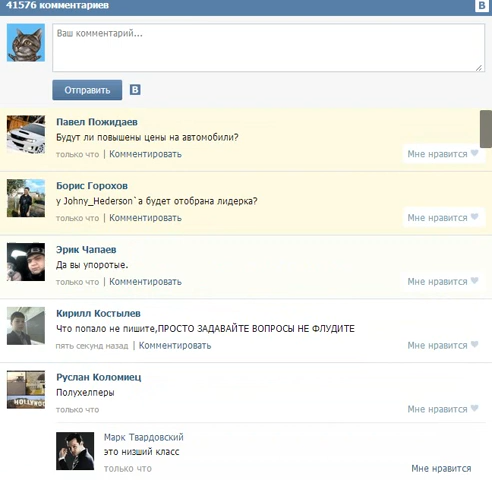 41576 комментариев
B
Ваш комментарий...
Отправить
B
Павел Пожидаев
Будут ли повышены цены на автомобили?
только что | Комментировать
Мне нравится
Борис Горохов
у Johny_Hederson`а будет отобрана лидерка?
только что | Комментировать
Мне нравится
Эрик Чапаев
Да вы упоротые.
только что | Комментировать
Мне нравится
Кирилл Костылев
Что попало не пишите,ПРОСТО ЗАДАВАЙТЕ ВОПРОСЫ НЕ ФЛУДИТЕ
пять секунд назад | Комментировать
Мне нравится
Руслан Коломиец
Полухелперы
только что
Мне нравится
HOLLYWOO
Марк Твардовский
это низший класс
только что
Мне нравится